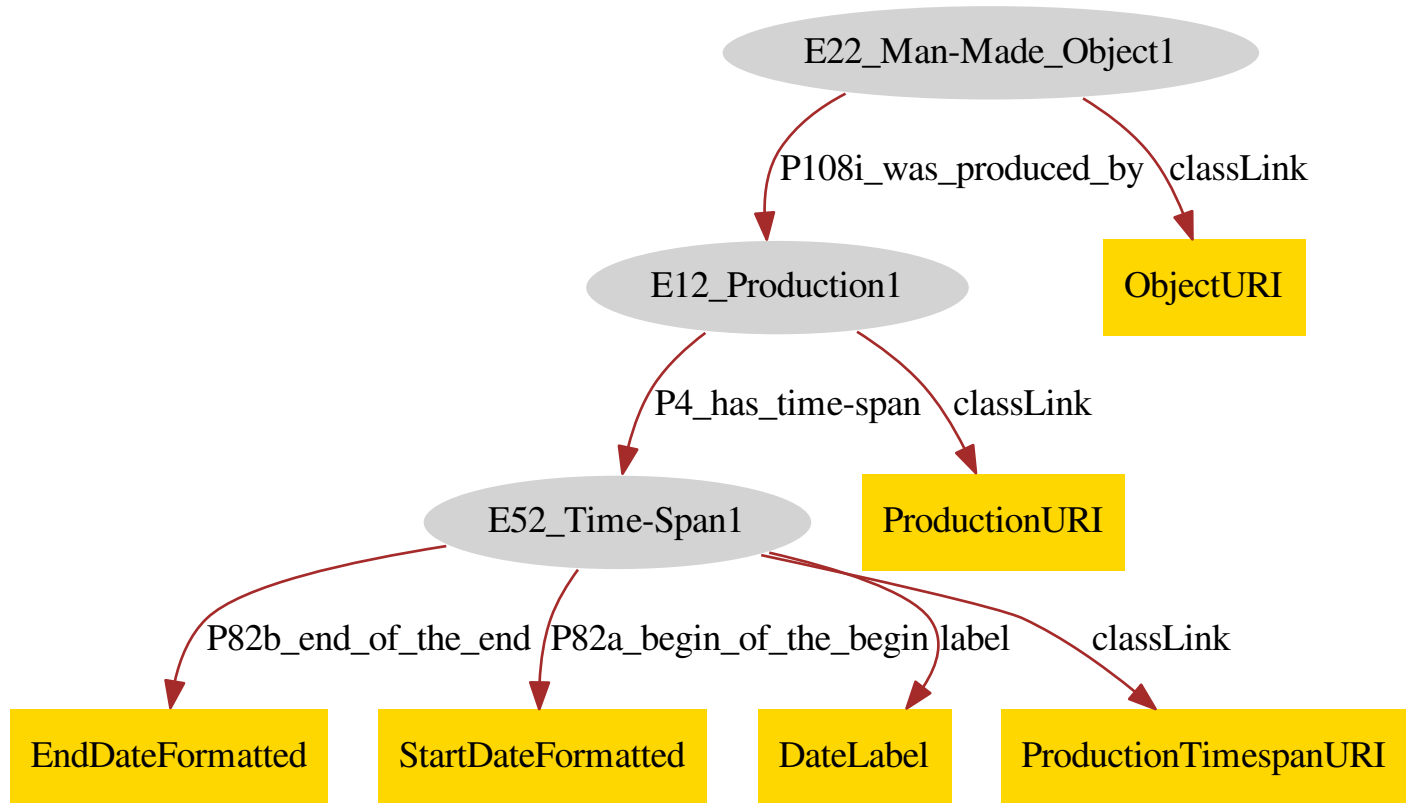 E22_Man-Made_Object1
P108i_was_produced_by
classLink
E12_Production1
ObjectURI
P4_has_time-span
classLink
E52_Time-Span1
ProductionURI
P82b_end_of_the_end
P82a_begin_of_the_begin
label
classLink
EndDateFormatted
StartDateFormatted
DateLabel
ProductionTimespanURI